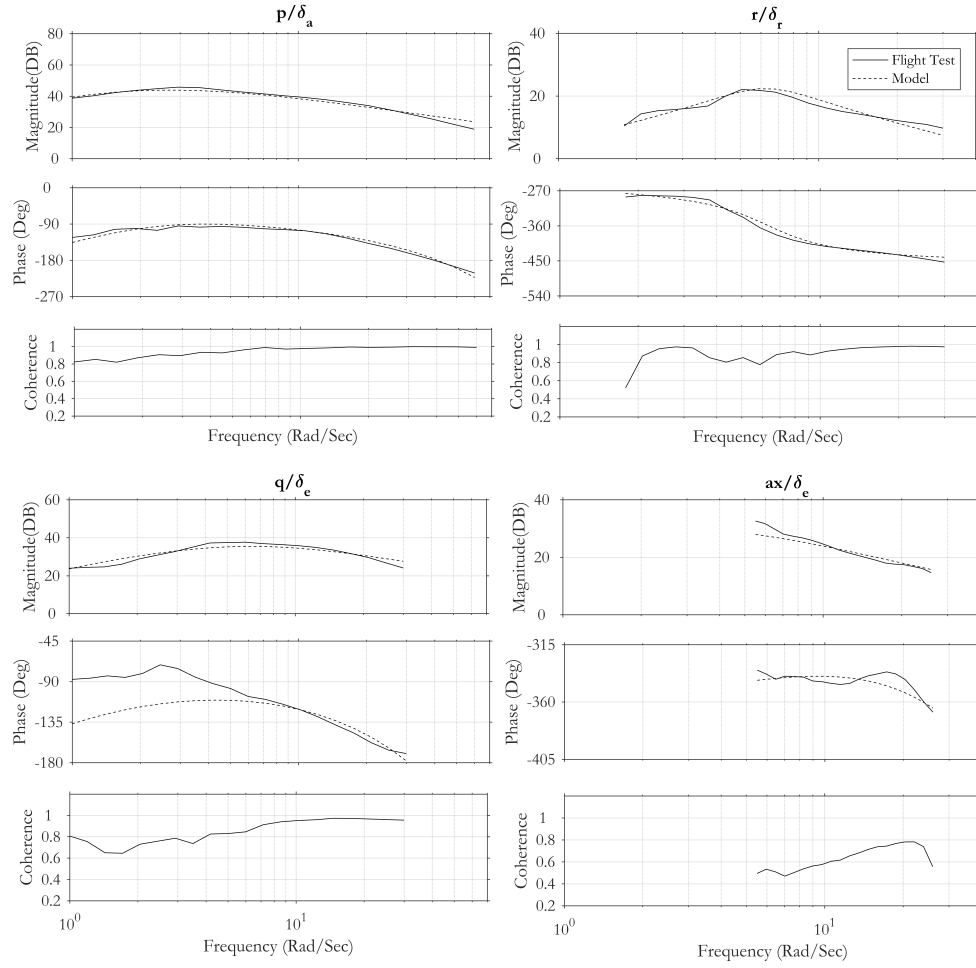 p/δa
Magnitude(DB)
80
60
40
20
0
Phase (Deg)
0
-90
-180
-270
Coherence
1
0.8
0.6
0.4
0.2
Frequency (Rad/Sec)
r/δr
Flight Test
Model
Magnitude(DB)
40
20
0
Phase (Deg)
-270
-360
-450
-540
Coherence
1
0.8
0.6
0.4
0.2
Frequency (Rad/Sec)
q/δe
Magnitude(DB)
60
40
20
0
Phase (Deg)
-45
-90
-135
-180
Coherence
1
0.8
0.6
0.4
0.2
10^0 10^1
Frequency (Rad/Sec)
ax/δe
Magnitude(DB)
40
20
0
Phase (Deg)
-315
-360
-405
Coherence
1
0.8
0.6
0.4
0.2
10^0 10^1
Frequency (Rad/Sec)